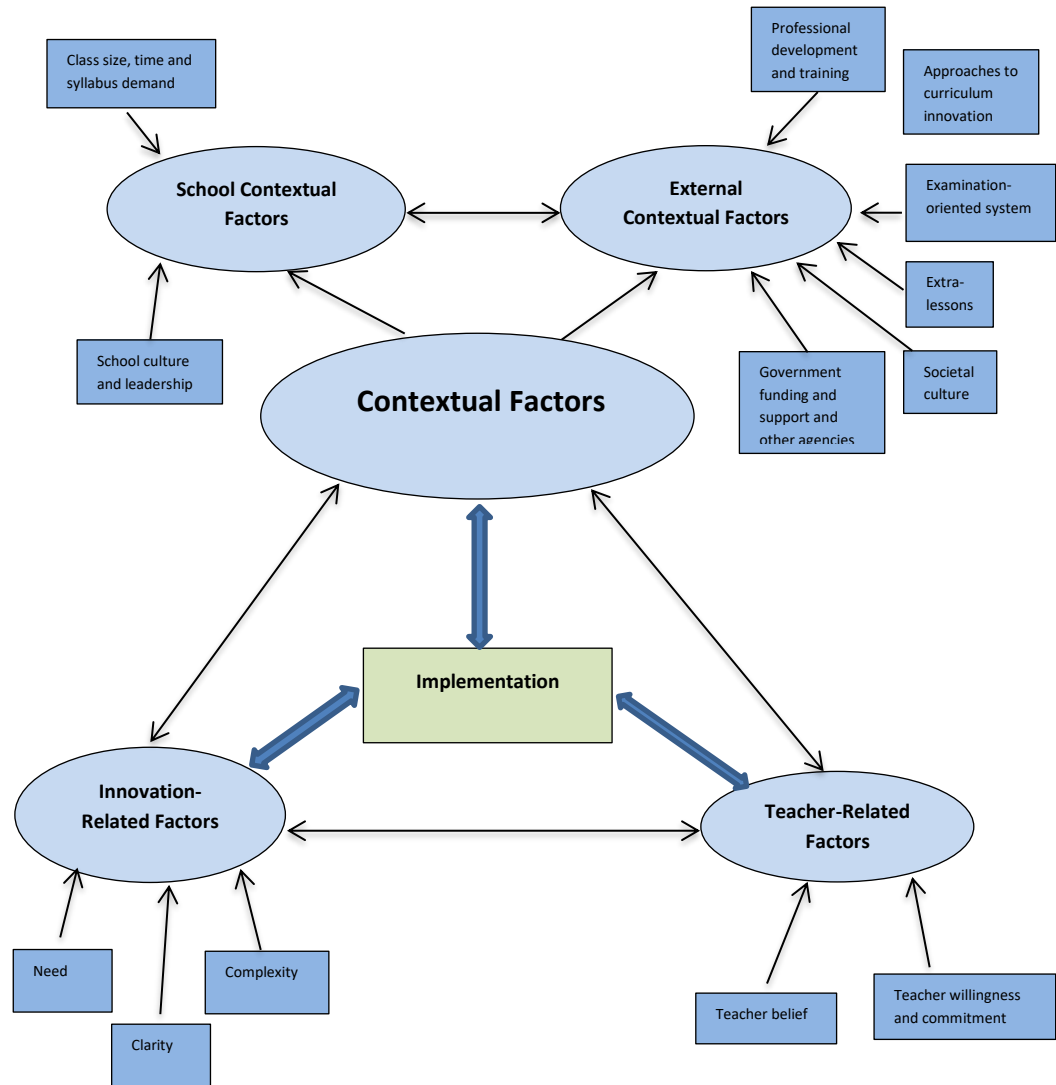 Professional
development
and training
Class size, time and
syllabus demand
Approaches to
curriculum
innovation
School Contextual
Factors
External
Contextual Factors
Examination-
oriented system
Extra-
lessons
School culture
and leadership
Government
funding and
support and
other agencies
Societal
culture
Contextual Factors
Implementation
Innovation-
Related Factors
Teacher-Related
Factors
Need
Complexity
Clarity
Teacher belief
Teacher willingness
and commitment